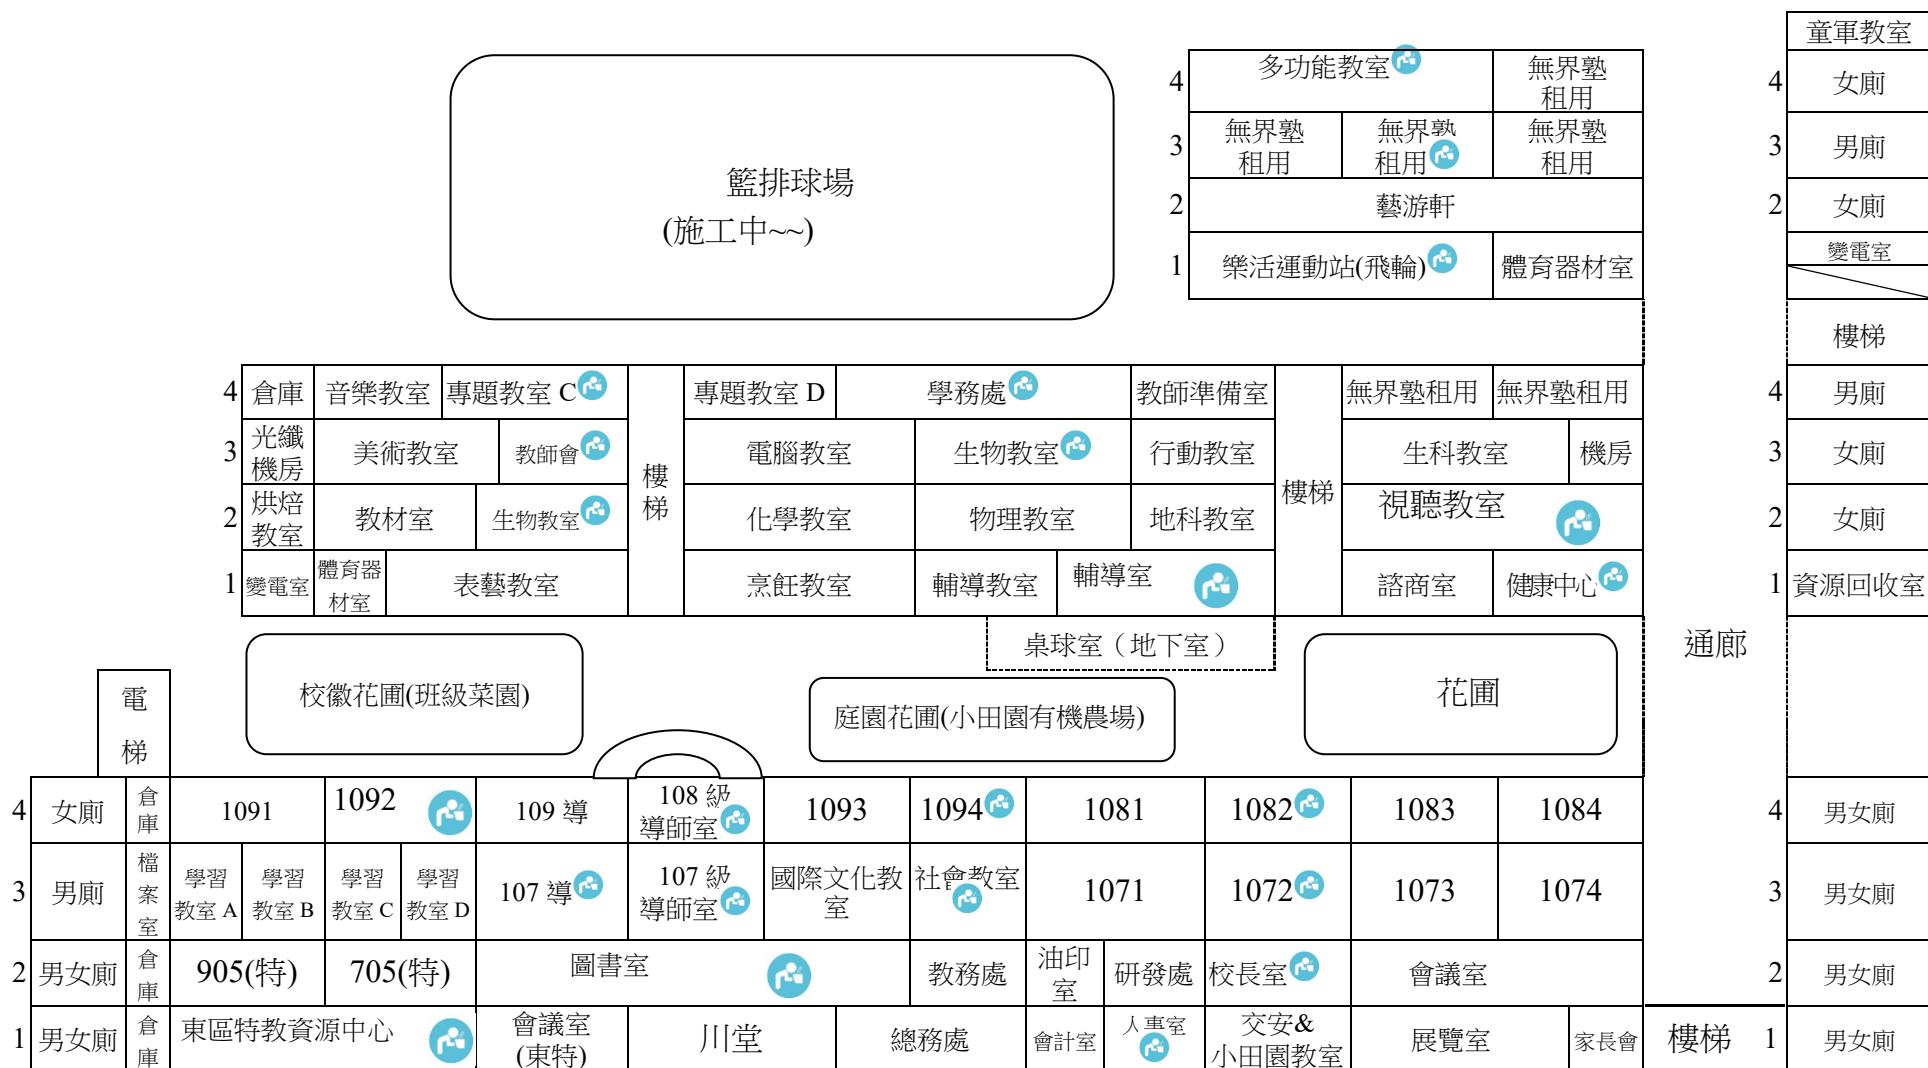 童軍教室
4 多功能教室 無界塾
租用
4 女廁
3 無界塾
租用 無界塾
租用 無界塾
租用
3 男廁
2 藝游軒
2 女廁
1 樂活運動站(飛輪) 體育器材室
變電室
籃排球場
(施工中~~)
樓梯
4 倉庫 音樂教室 專題教室 C 專題教室 D 學務處 教師準備室 無界塾租用 無界塾租用
4 男廁
3 光纖
機房 美術教室 教師會 電腦教室 生物教室 行動教室 生科教室 機房
3 女廁
樓
梯
樓梯
2 烘焙
教室 教材室 生物教室 化學教室 物理教室 地科教室 視聽教室
2 女廁
1 變電室 體育器
材室 表藝教室 烹飪教室 輔導教室 輔導室 諮商室 健康中心
1 資源回收室
桌球室（地下室）
通廊
電
梯
校徽花圃(班級菜園)
庭園花圃(小田園有機農場)
花圃
4 女廁 倉
庫 1091 1092 109 導 108 級
導師室 1093 1094 1081 1082 1083 1084
4 男女廁
3 男廁 檔
案
室 學習
教室 A 學習
教室 B 學習
教室 C 學習
教室 D 107 導 107 級
導師室 國際文化教
室 社會教室 1071 1072 1073 1074
3 男女廁
2 男女廁 倉
庫 905(特) 705(特) 圖書室 教務處 油印
室 研發處 校長室 會議室
2 男女廁
1 男女廁 倉
庫 東區特教資源中心 會議室
(東特) 川堂 總務處 會計室 人事室 交安&
小田園教室 展覽室 家長會 樓梯
1 男女廁